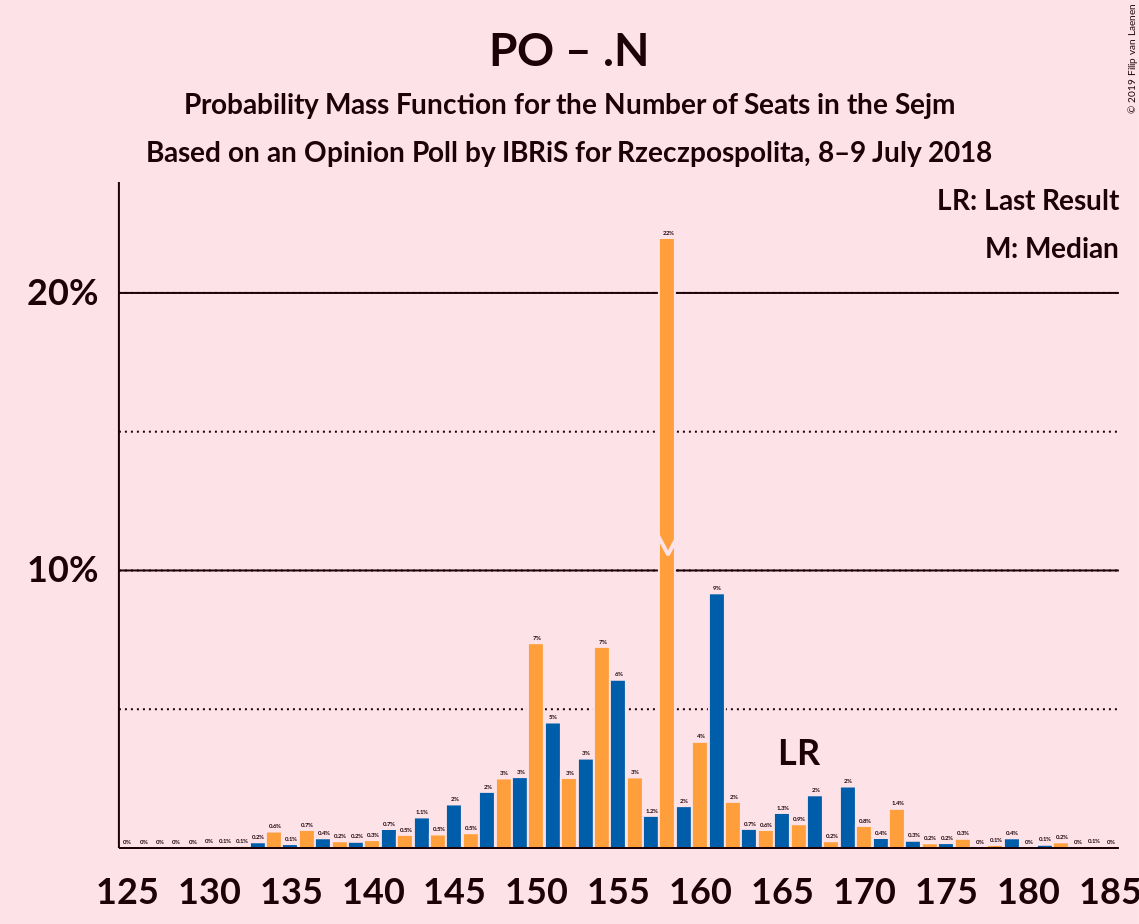 PO – .N
Probability Mass Function for the Number of Seats in the Sejm
Based on an Opinion Poll by IBRiS for Rzeczpospolita, 8–9 July 2018
© 2019 Filip van Laenen
LR: Last Result
M: Median
20%
10%
22%
M
LR
0% 0% 0% 0% 0% 0% 0.1% 0.1% 0.2% 0.6% 0.1% 0.7% 0.4% 0.2% 0.2% 0.3% 0.7% 0.5% 1.1% 0.5% 2% 0.5% 2% 3% 3% 7% 5% 3% 3% 7% 6% 3% 1.2% 2% 4% 9% 2% 0.7% 0.6% 1.3% 0.9% 2% 0.2% 2% 0.8% 0.4% 1.4% 0.3% 0.2% 0.2% 0.3% 0% 0.1% 0.4% 0% 0.1% 0.2% 0% 0.1% 0%
125 130 135 140 145 150 155 160 165 170 175 180 185